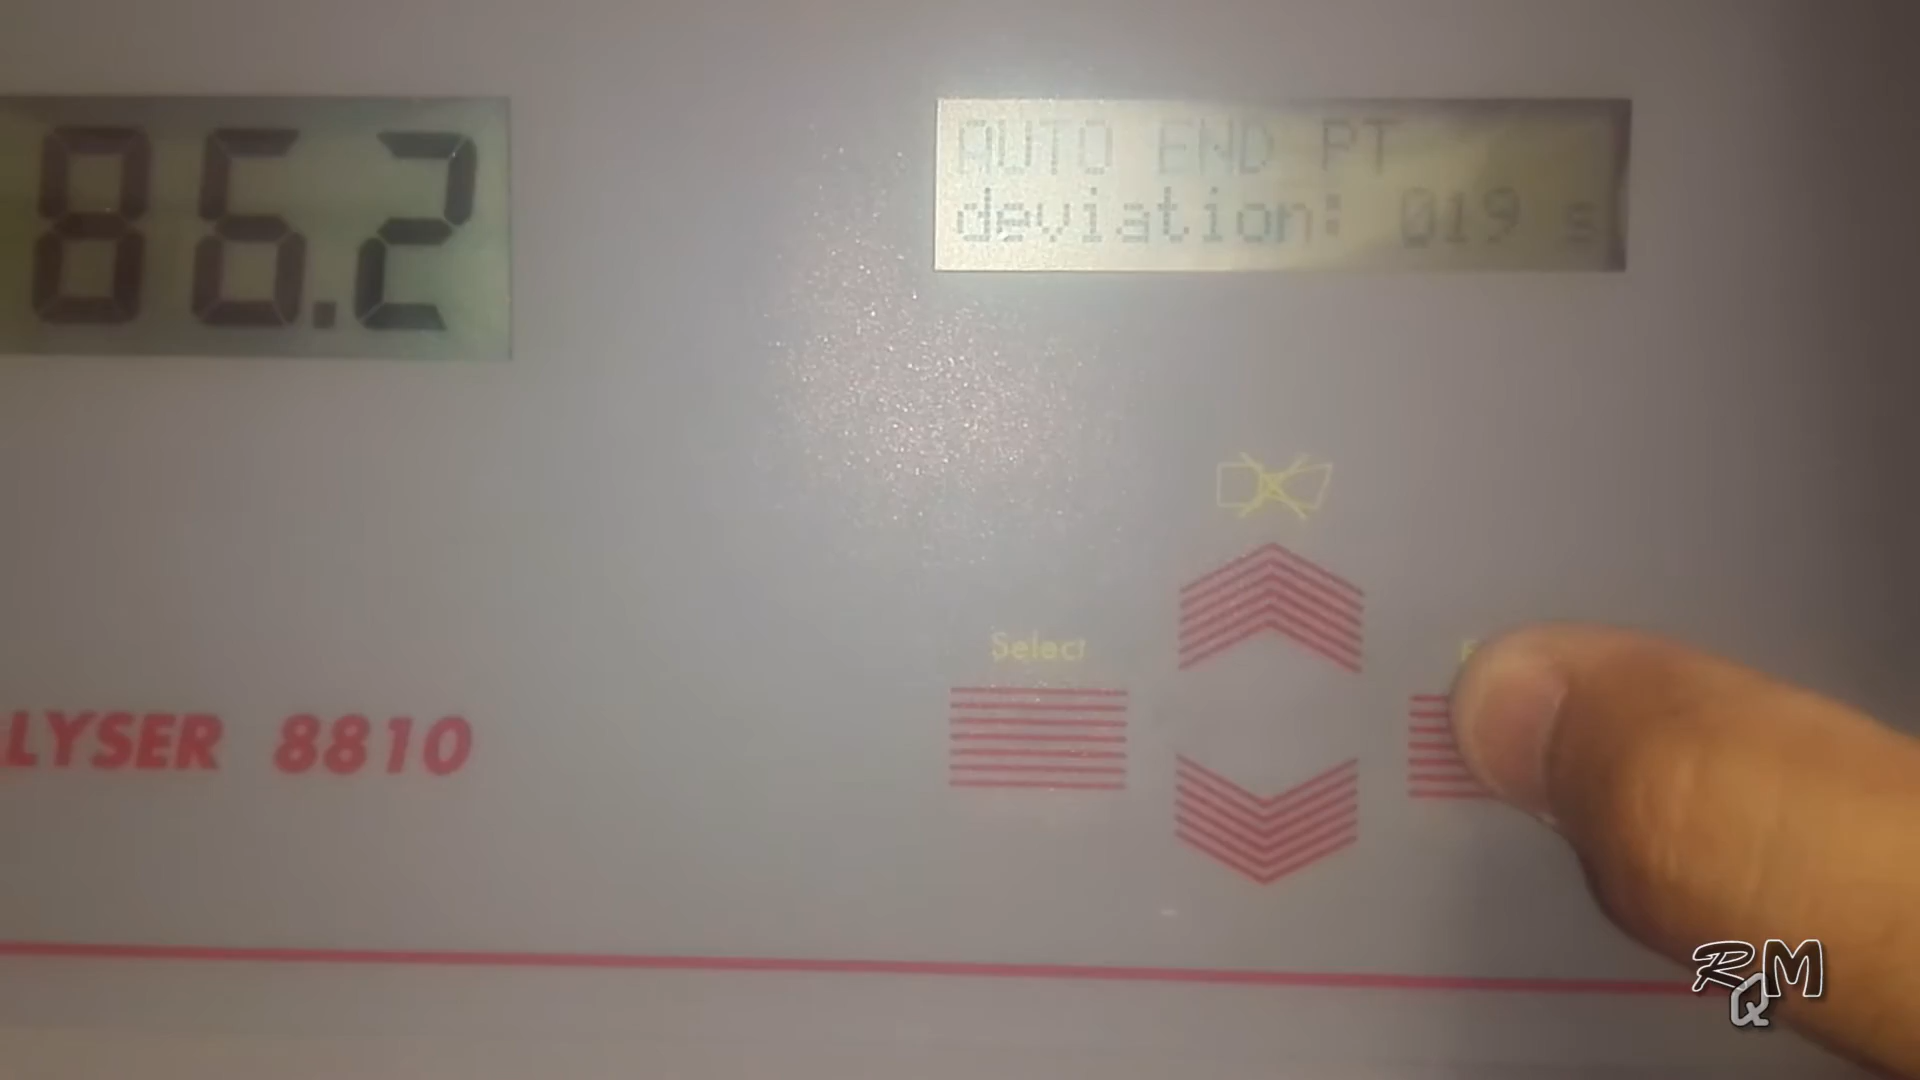 86.2
AUTO END PT
deviation: 019 s
Select
LYSER 8810
RQM